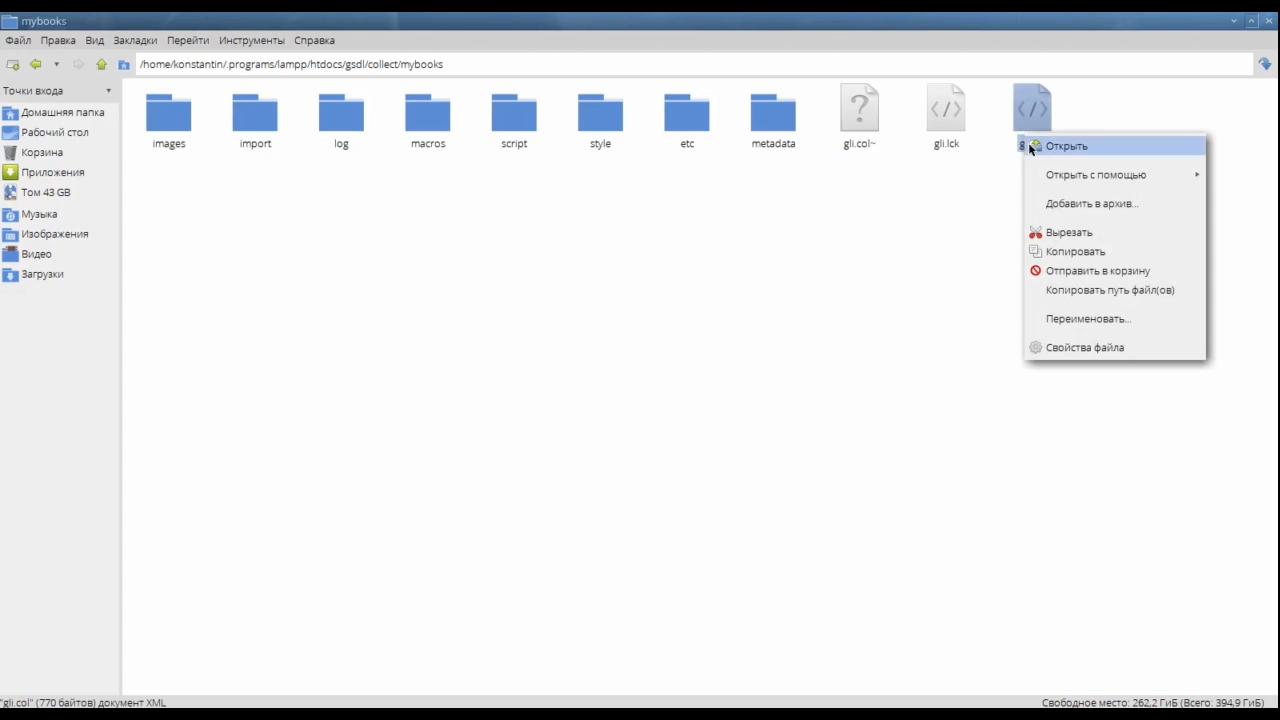 mybooks
Файл Правка Вид Закладки Перейти Инструменты Справка
/home/konstantin/.programs/lampp/htdocs/gsdl/collect/mybooks
Точки входа
Домашняя папка
Рабочий стол
Корзина
Приложения
Том 43 GB
Музыка
Изображения
Видео
Загрузки
images import log macros script style etc metadata gli.col~ gli.lck
Открыть
Открыть с помощью
Добавить в архив...
Вырезать
Копировать
Отправить в корзину
Копировать путь файл(ов)
Переименовать...
Свойства файла
"gli.col" (770 байтов) документ XML
Свободное место: 262,2 ГиБ (Всего: 394,9 ГиБ)